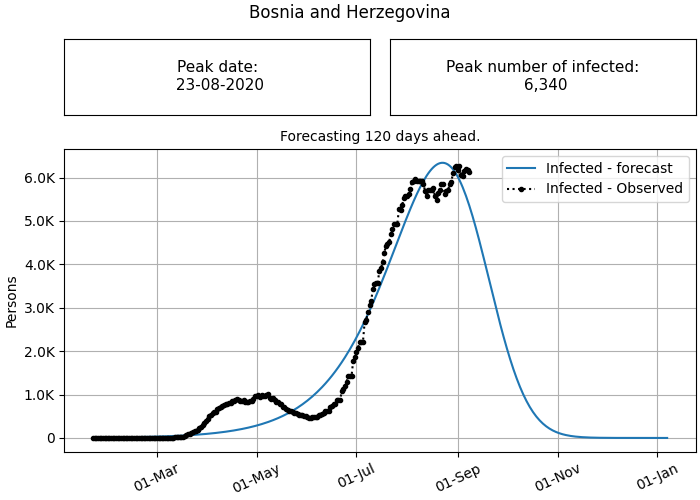 Bosnia and Herzegovina
Peak date:
23-08-2020
Peak number of infected:
6,340
Forecasting 120 days ahead.
Infected - forecast
Infected - Observed
Persons
6.0K
5.0K
4.0K
3.0K
2.0K
1.0K
0
01-Mar
01-May
01-Jul
01-Sep
01-Nov
01-Jan